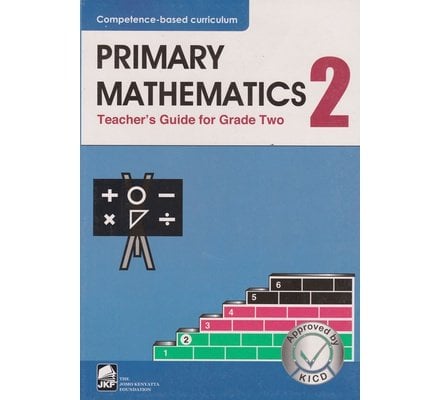 Competence-based curriculum
PRIMARY
MATHEMATICS 2
Teacher's Guide for Grade Two
+ O −
× ÷
6
5
4
3
2
1
Approved by
KICD
JKF
THE
JOMO KENYATTA
FOUNDATION